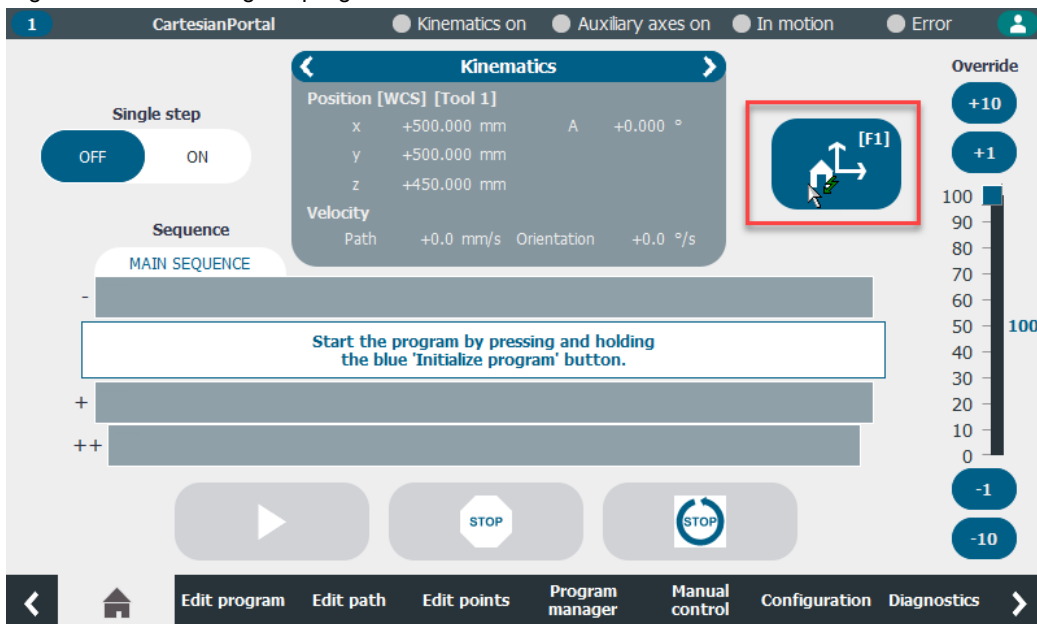 1 CartesianPortal Kinematics on Auxiliary axes on In motion Error
Kinematics
Override
Position [WCS] [Tool 1]
+10
Single step
x +500.000 mm A +0.000 °
[F1]
OFF ON
y +500.000 mm
+1
z +450.000 mm
100
Velocity
90
Sequence
Path +0.0 mm/s Orientation +0.0 °/s
80
MAIN SEQUENCE
70
-
60
Start the program by pressing and holding
50 100
the blue 'Initialize program' button.
40
30
+
20
10
++
0
-1
STOP STOP
-10
Edit program Edit path Edit points Program manager Manual control Configuration Diagnostics